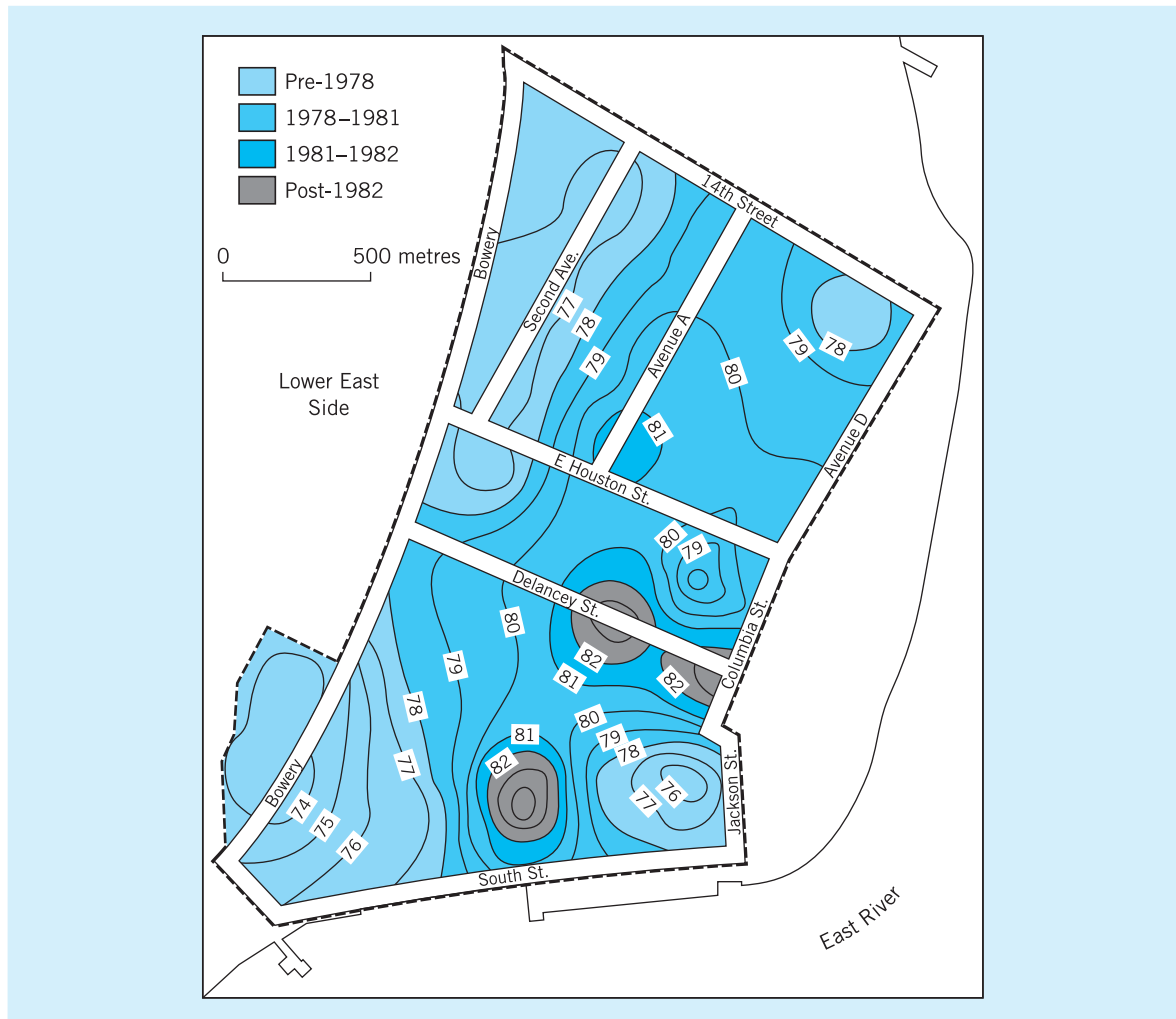 Pre-1978
1978–1981
1981–1982
Post-1982
0 500 metres
14th Street
Bowery
Second Ave.
77
78
79
Avenue A
80
79
78
81
Avenue D
Lower East
Side
E Houston St.
80
79
Delancey St.
80
82
81
82
Columbia St.
79
78
77
80
79
78
81
82
76
77
Jackson St.
Bowery
74
75
76
South St.
East River